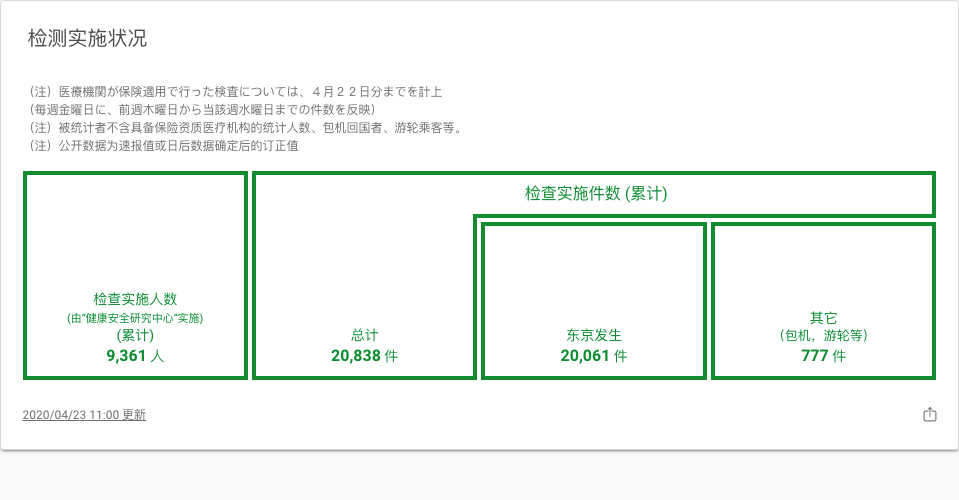 检测实施状况
（注）医療機関が保険適用で行った検査については、４月２２日分までを計上
（毎週金曜日に、前週木曜日から当該週水曜日までの件数を反映）
（注）被统计者不含具备保险资质医疗机构的统计人数、包机回国者、游轮乘客等。
（注）公开数据为速报值或日后数据确定后的订正值
检查实施件数 (累计)
检查实施人数
(由“健康安全研究中心”实施)
(累计)
9,361 人
总计
20,838 件
东京发生
20,061 件
其它
（包机，游轮等）
777 件
2020/04/23 11:00 更新